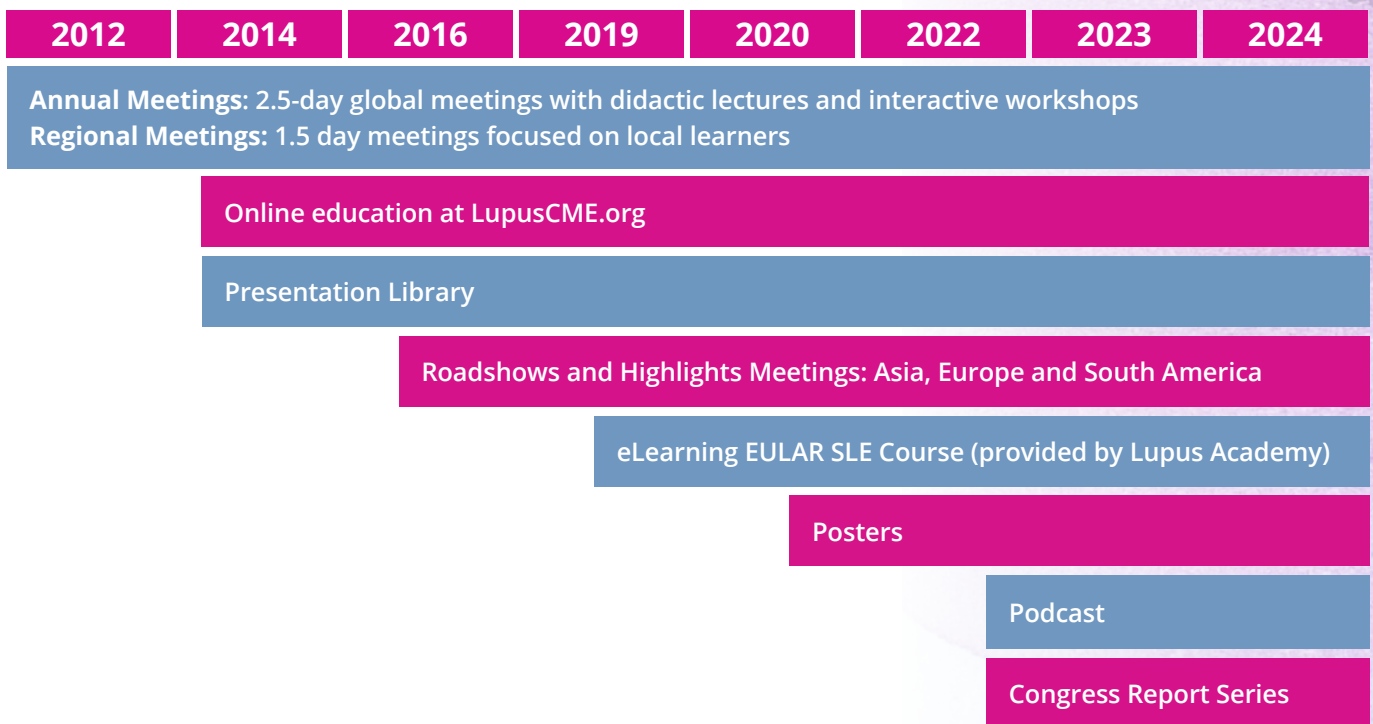 2012 2014 2016 2019 2020 2022 2023 2024
Annual Meetings: 2.5-day global meetings with didactic lectures and interactive workshops
Regional Meetings: 1.5 day meetings focused on local learners
Online education at LupusCME.org
Presentation Library
Roadshows and Highlights Meetings: Asia, Europe and South America
eLearning EULAR SLE Course (provided by Lupus Academy)
Posters
Podcast
Congress Report Series